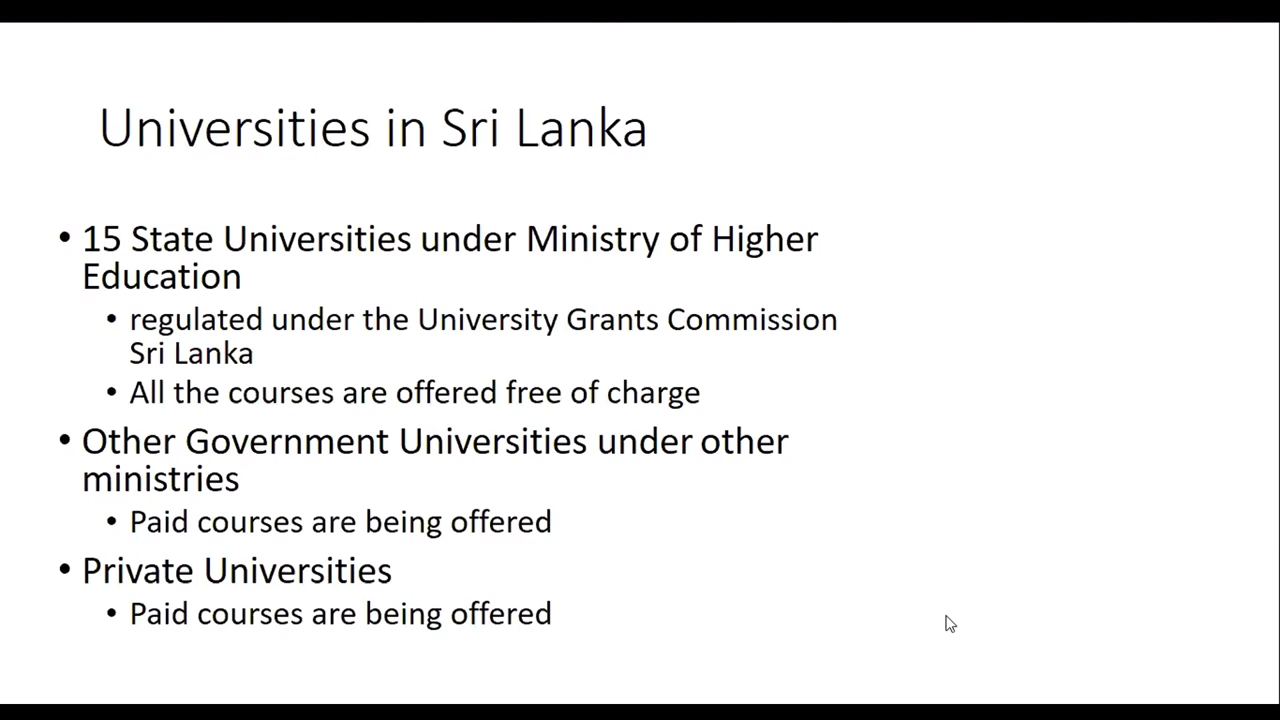 Universities in Sri Lanka
• 15 State Universities under Ministry of Higher
Education
• regulated under the University Grants Commission
Sri Lanka
• All the courses are offered free of charge
• Other Government Universities under other
ministries
• Paid courses are being offered
• Private Universities
• Paid courses are being offered